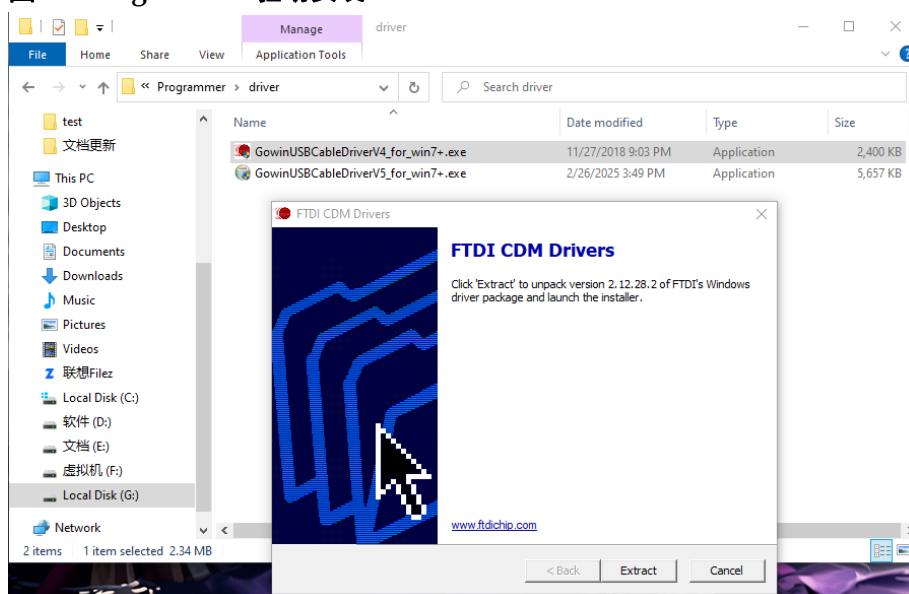 Manage
driver
File
Home
Share
View
Application Tools
« Programmer › driver
Search driver
Name
Date modified
Type
Size
test
文档更新
This PC
3D Objects
Desktop
Documents
Downloads
Music
Pictures
Videos
联想Filez
Local Disk (C:)
软件 (D:)
文档 (E:)
虚拟机 (F:)
Local Disk (G:)
Network
GowinUSBCableDriverV4_for_win7+.exe 11/27/2018 9:03 PM Application 2,400 KB
GowinUSBCableDriverV5_for_win7+.exe 2/26/2025 3:49 PM Application 5,657 KB
FTDI CDM Drivers
FTDI CDM Drivers
Click 'Extract' to unpack version 2.12.28.2 of FTDI's Windows
driver package and launch the installer.
www.ftdichip.com
< Back
Extract
Cancel
2 items 1 item selected 2.34 MB